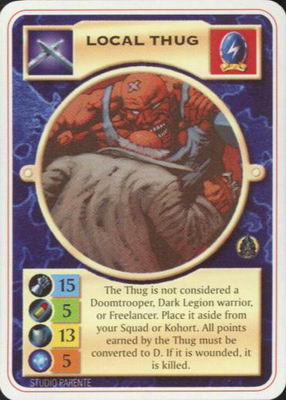 LOCAL THUG
15
5
13
5
The Thug is not considered a
Doomtrooper, Dark Legion warrior,
or Freelancer. Place it aside from
your Squad or Kohort. All points
earned by the Thug must be
converted to D. If it is wounded, it
is killed.
STUDIO PARENTE